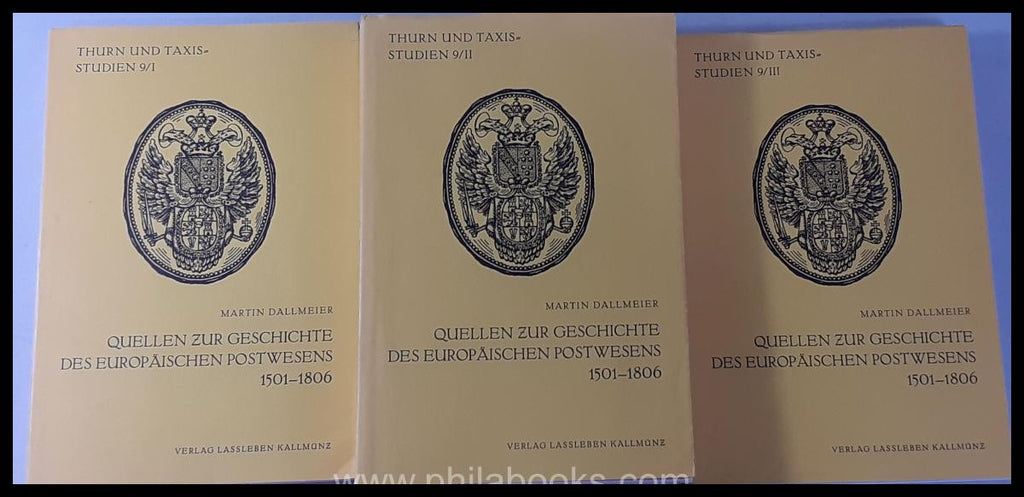 THURN UND TAXIS=
STUDIEN 9/I
MARTIN DALLMEIER
QUELLEN ZUR GESCHICHTE
DES EUROPÄISCHEN POSTWESENS
1501–1806
VERLAG LASSLEBEN KALLMÜNZ
THURN UND TAXIS=
STUDIEN 9/II
MARTIN DALLMEIER
QUELLEN ZUR GESCHICHTE
DES EUROPÄISCHEN POSTWESENS
1501–1806
VERLAG LASSLEBEN KALLMÜNZ
THURN UND TAXIS=
STUDIEN 9/III
MARTIN DALLMEIER
QUELLEN ZUR GESCHICHTE
DES EUROPÄISCHEN POSTWESENS
1501–1806
VERLAG LASSLEBEN KALLMÜNZ
www.philabooks.com